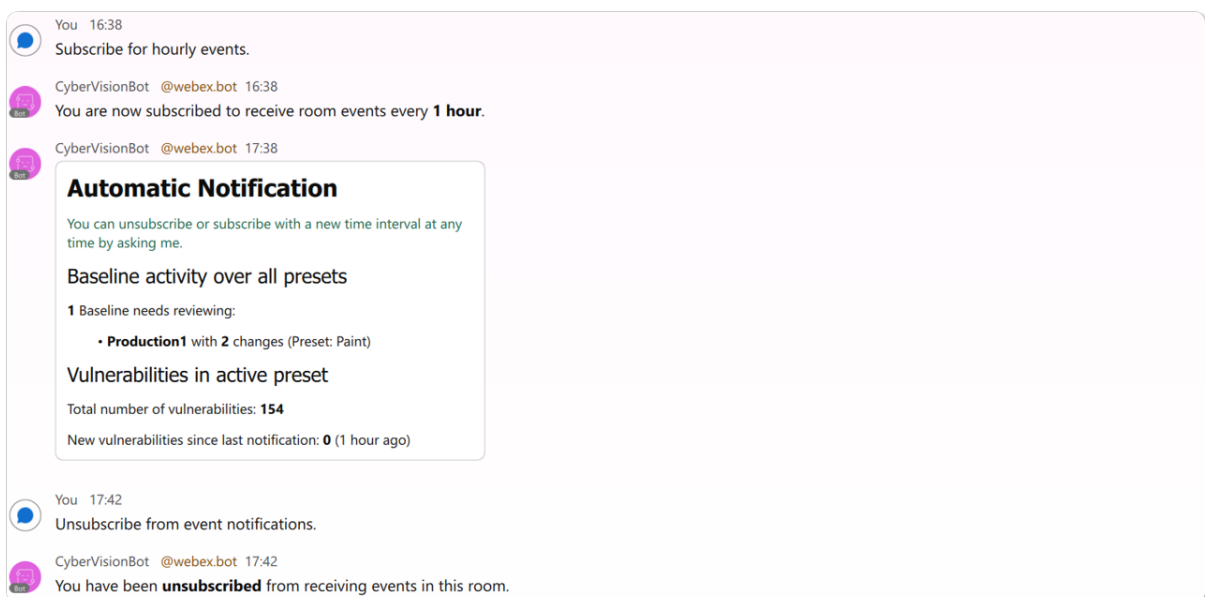 You 16:38
Subscribe for hourly events.
CyberVisionBot @webex.bot 16:38
Bot
You are now subscribed to receive room events every 1 hour.
CyberVisionBot @webex.bot 17:38
Bot
Automatic Notification
You can unsubscribe or subscribe with a new time interval at any
time by asking me.
Baseline activity over all presets
1 Baseline needs reviewing:
• Production1 with 2 changes (Preset: Paint)
Vulnerabilities in active preset
Total number of vulnerabilities: 154
New vulnerabilities since last notification: 0 (1 hour ago)
You 17:42
Unsubscribe from event notifications.
CyberVisionBot @webex.bot 17:42
Bot
You have been unsubscribed from receiving events in this room.